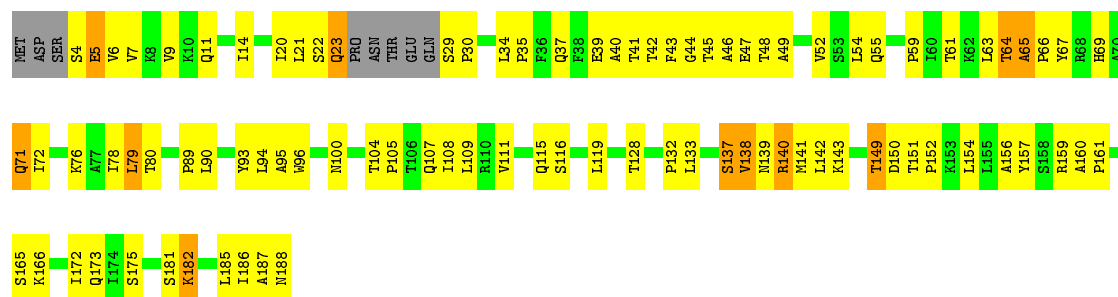 MET ASP SER S4 E5 V6 V7 K8 V9 K10 Q11 I14 I20 L21 S22 Q23 PRO ASN THR GLU GLN S29 P30 L34 P35 F36 Q37 F38 E39 A40 T41 T42 F43 G44 T45 A46 E47 T48 A49 V52 S53 L54 Q55 P59 I60 T61 K62 L63 T64 A65 P66 Y67 R68 H69 A70
Q71 I72 K76 A77 I78 L79 T80 P89 L90 Y93 L94 A95 W96 N100 T104 P105 T106 Q107 I108 L109 R110 V111 Q115 S116 L119 T128 P132 L133 S137 V138 N139 R140 M141 L142 K143 T149 D150 T151 P152 K153 L154 L155 A156 Y157 S158 R159 A160 P161
S165 K166 I172 Q173 I174 S175 S181 K182 L185 I186 A187 N188